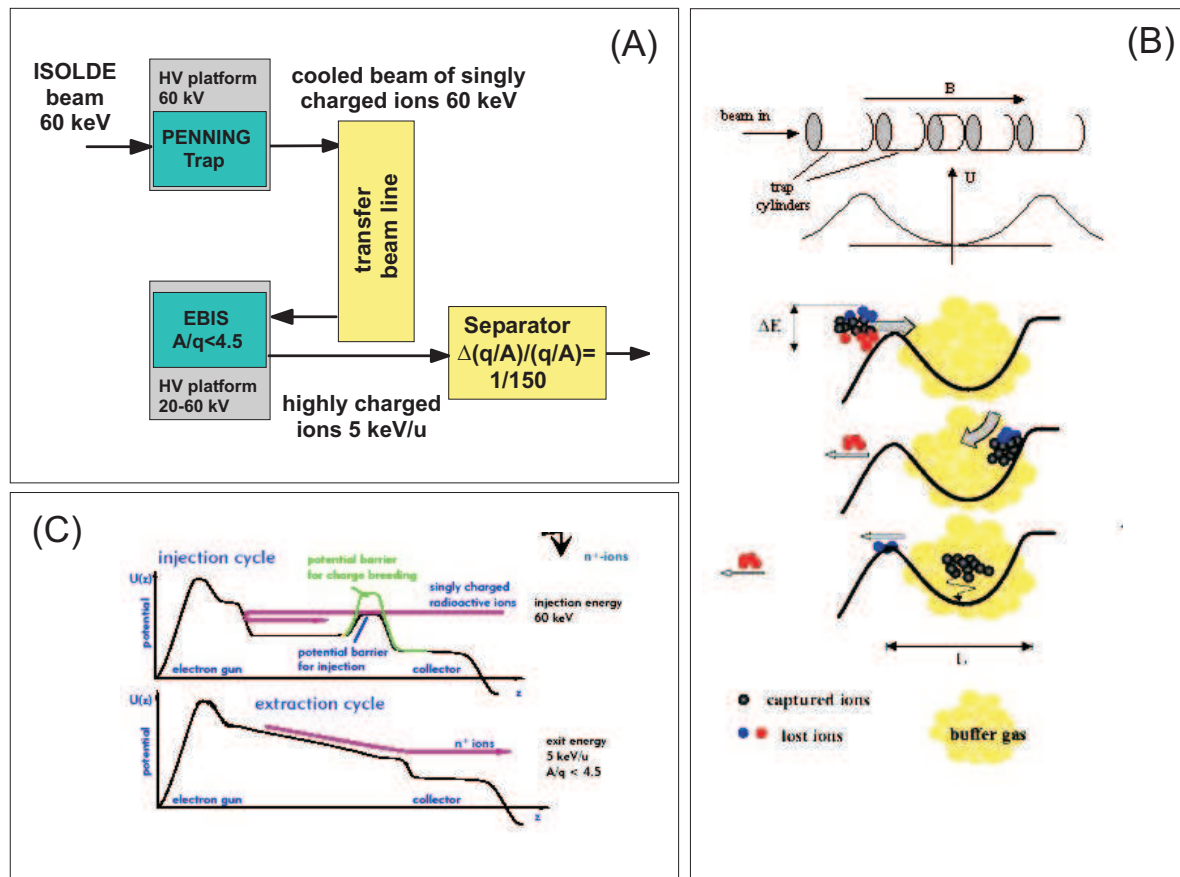 (A)
ISOLDE
beam
60 keV
HV platform
60 kV
PENNING
Trap
cooled beam of singly
charged ions 60 keV
transfer
beam line
EBIS
A/q<4.5
HV platform
20-60 kV
Separator
Δ(q/A)/(q/A)=
1/150
highly charged
ions 5 keV/u
(B)
B
beam in
trap
cylinders
U
ΔE
L
captured ions
lost ions
buffer gas
(C)
injection cycle
U(z)
potential
potential barrier
for charge breeding
n⁺-ions
singly charged
radioactive ions
injection energy
60 keV
potential barrier
for injection
electron gun
collector
z
U(z)
potential
extraction cycle
n⁺ ions
exit energy
5 keV/u
A/q < 4.5
electron gun
collector
z